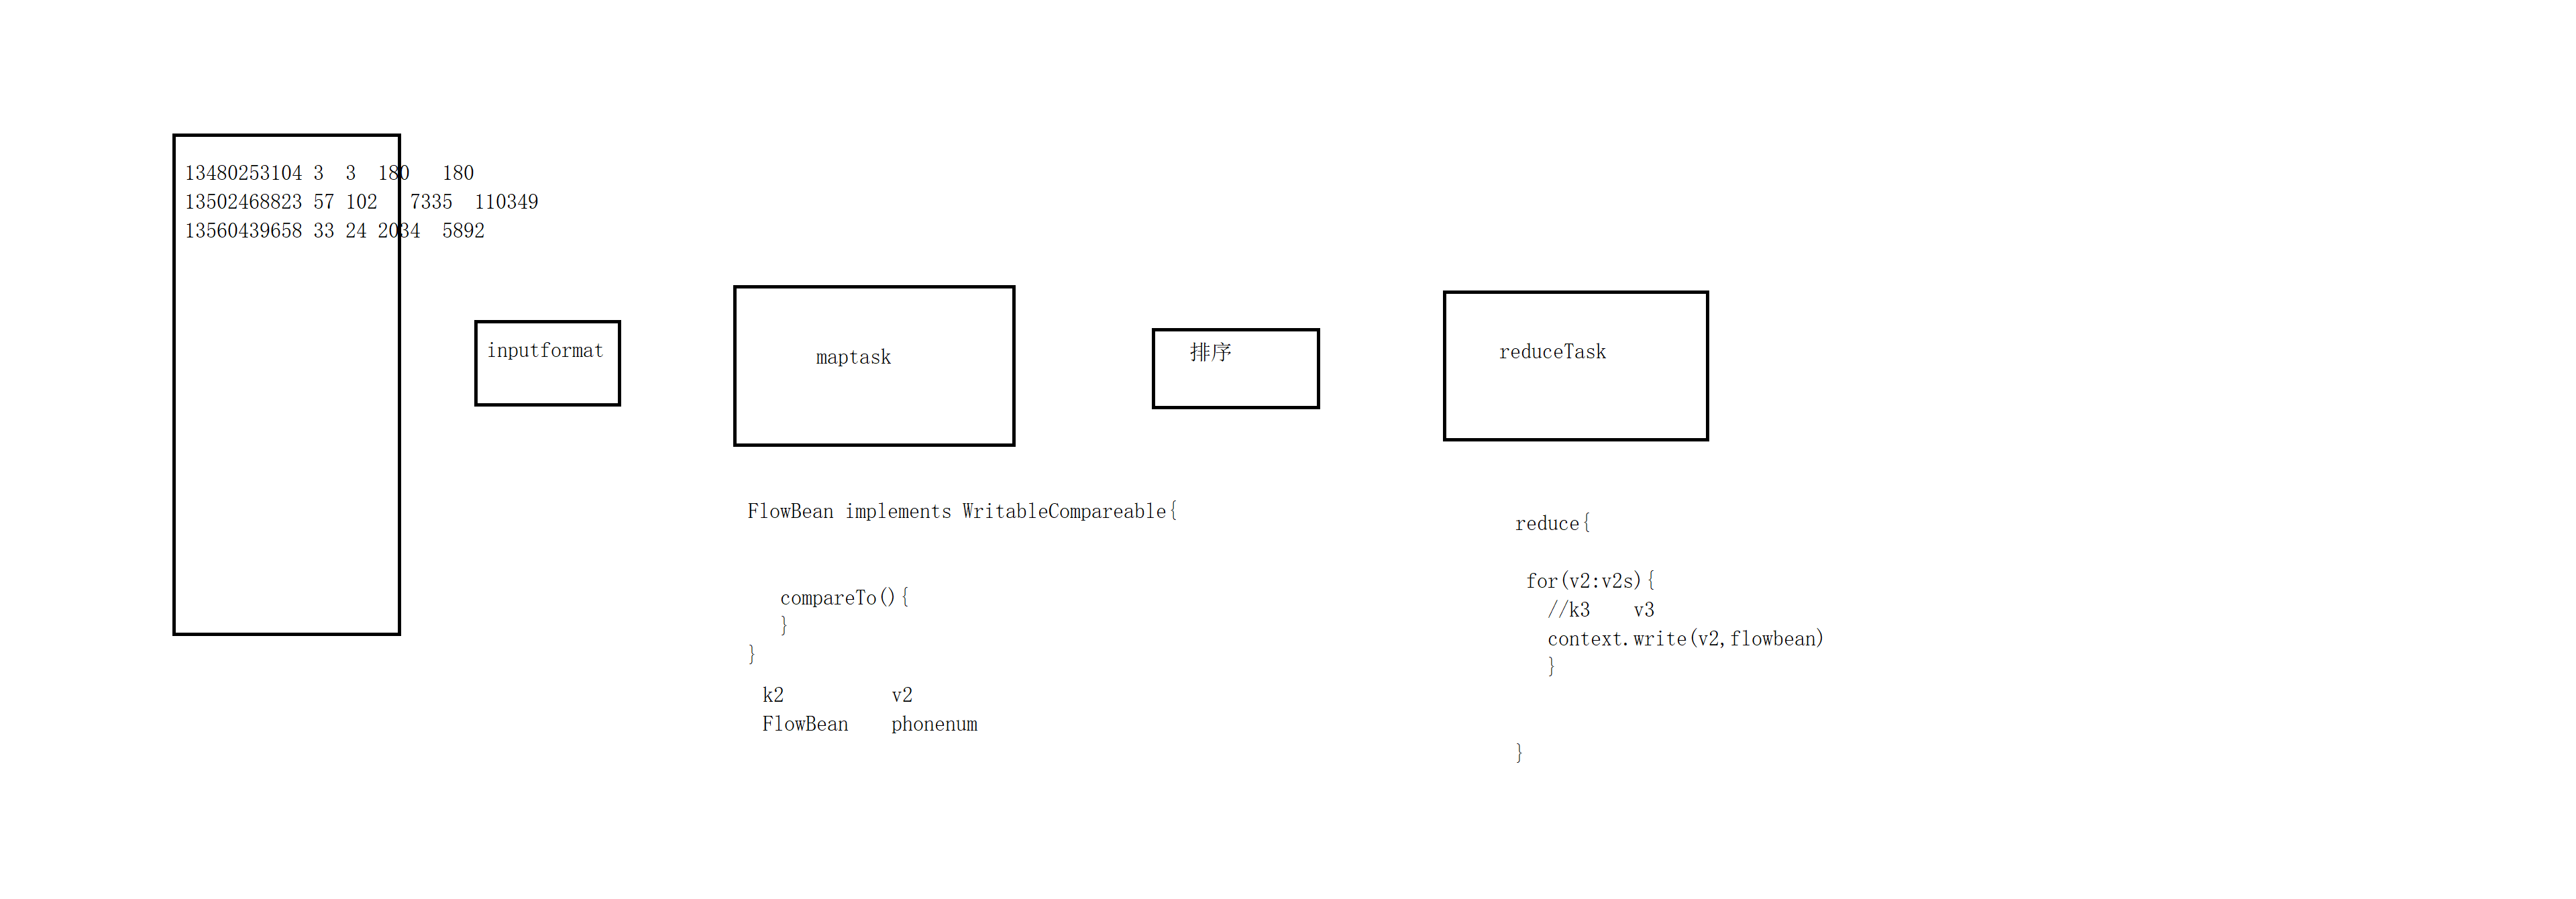 13480253104 3  3  180   180
13502468823 57 102   7335  110349
13560439658 33 24 2034  5892
inputformat
maptask
排序
reduceTask
FlowBean implements WritableCompareable{
compareTo(){
}
}
k2          v2
FlowBean    phonenum
reduce{
for(v2:v2s){
//k3    v3
context.write(v2,flowbean)
}
}